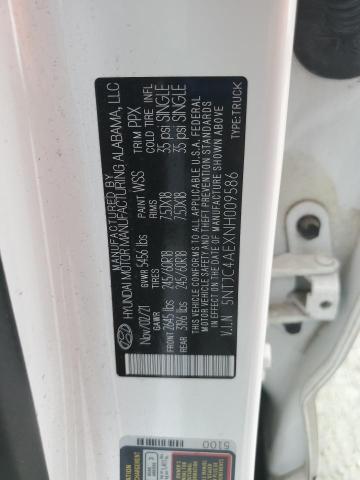 MANUFACTURED BY
HYUNDAI MOTOR MANUFACTURING ALABAMA, LLC
Nov/02/21 GVWR 5456 lbs PAINT WSS TRIM PPX
GAWR TIRES RIMS COLD TIRE INFL
FRONT 2645 lbs 245/60R18 7.5JX18 35 psi SINGLE
REAR 3186 lbs 245/60R18 7.5JX18 35 psi SINGLE
THIS VEHICLE CONFORMS TO ALL APPLICABLE U.S.A. FEDERAL
MOTOR VEHICLE SAFETY AND THEFT PREVENTION STANDARDS
IN EFFECT ON THE DATE OF MANUFACTURE SHOWN ABOVE
V.I.N 5NTJC4AEXNH009586 TYPE:TRUCK
5100